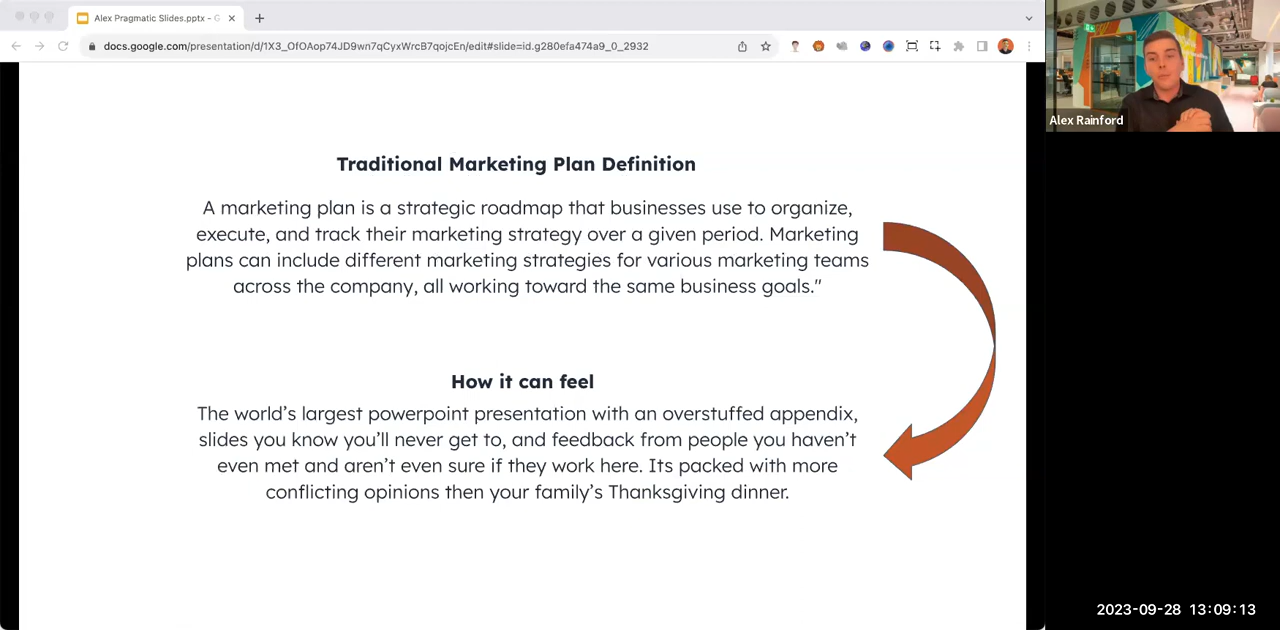 Alex Pragmatic Slides.pptx - G
docs.google.com/presentation/d/1X3_OfOAop74JD9wn7qCyxWrcB7qojcEn/edit#slide=id.g280efa474a9_0_2932
Alex Rainford
Traditional Marketing Plan Definition
A marketing plan is a strategic roadmap that businesses use to organize,
execute, and track their marketing strategy over a given period. Marketing
plans can include different marketing strategies for various marketing teams
across the company, all working toward the same business goals."
How it can feel
The world’s largest powerpoint presentation with an overstuffed appendix,
slides you know you’ll never get to, and feedback from people you haven’t
even met and aren’t even sure if they work here. Its packed with more
conflicting opinions then your family’s Thanksgiving dinner.
2023-09-28 13:09:13